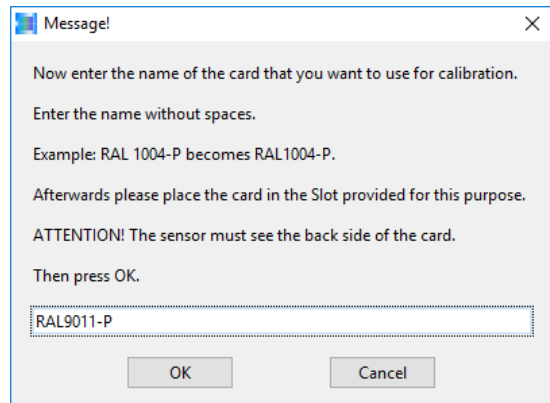 Message!
Now enter the name of the card that you want to use for calibration.
Enter the name without spaces.
Example: RAL 1004-P becomes RAL1004-P.
Afterwards please place the card in the Slot provided for this purpose.
ATTENTION! The sensor must see the back side of the card.
Then press OK.
RAL9011-P
OK Cancel